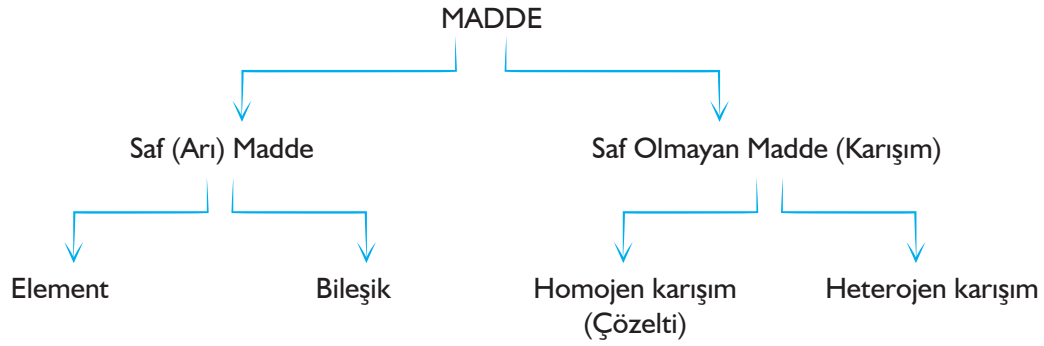 MADDE
Saf (Arı) Madde
Saf Olmayan Madde (Karışım)
Element
Bileşik
Homojen karışım
(Çözelti)
Heterojen karışım